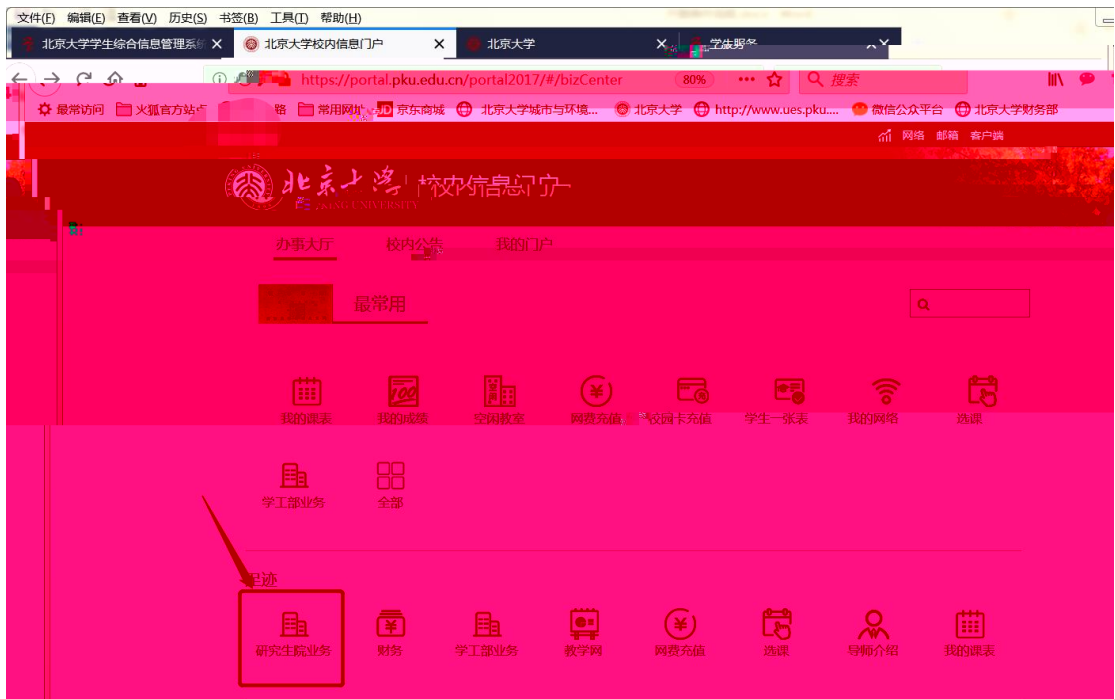 文件(F) 编辑(E) 查看(V) 历史(S) 书签(B) 工具(T) 帮助(H)
北京大学学生综合信息管理系统 北京大学校内信息门户 北京大学 学生服务
https://portal.pku.edu.cn/portal2017/#/bizCenter 80% 搜索
最常访问 火狐官方站点 常用网址 京东商城 北京大学城市与环境... 北京大学 http://www.ues.pku.... 微信公众平台 北京大学财务部
网络 邮箱 客户端
北京大学 校内信息门户
PEKING UNIVERSITY
办事大厅 校内公告 我的门户
最常用
我的课表 我的成绩 空闲教室 网费充值 校园卡充值 学生一张表 我的网络 选课
学工部业务 全部
足迹
研究生院业务 财务 学工部业务 教学网 网费充值 选课 导师介绍 我的课表